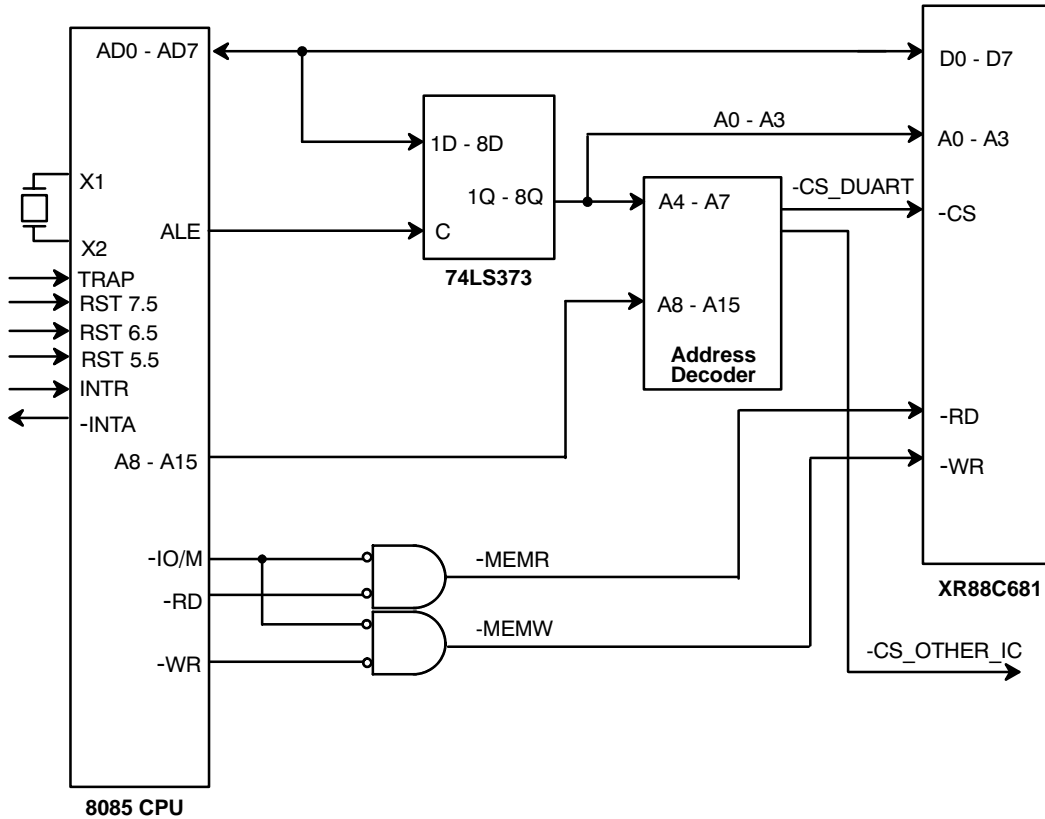 AD0 - AD7
X1
X2
ALE
TRAP
RST 7.5
RST 6.5
RST 5.5
INTR
-INTA
A8 - A15
-IO/M
-RD
-WR
8085 CPU
1D - 8D
1Q - 8Q
C
74LS373
A0 - A3
A4 - A7
A8 - A15
Address
Decoder
-CS_DUART
-MEMR
-MEMW
D0 - D7
A0 - A3
-CS
-RD
-WR
XR88C681
-CS_OTHER_IC